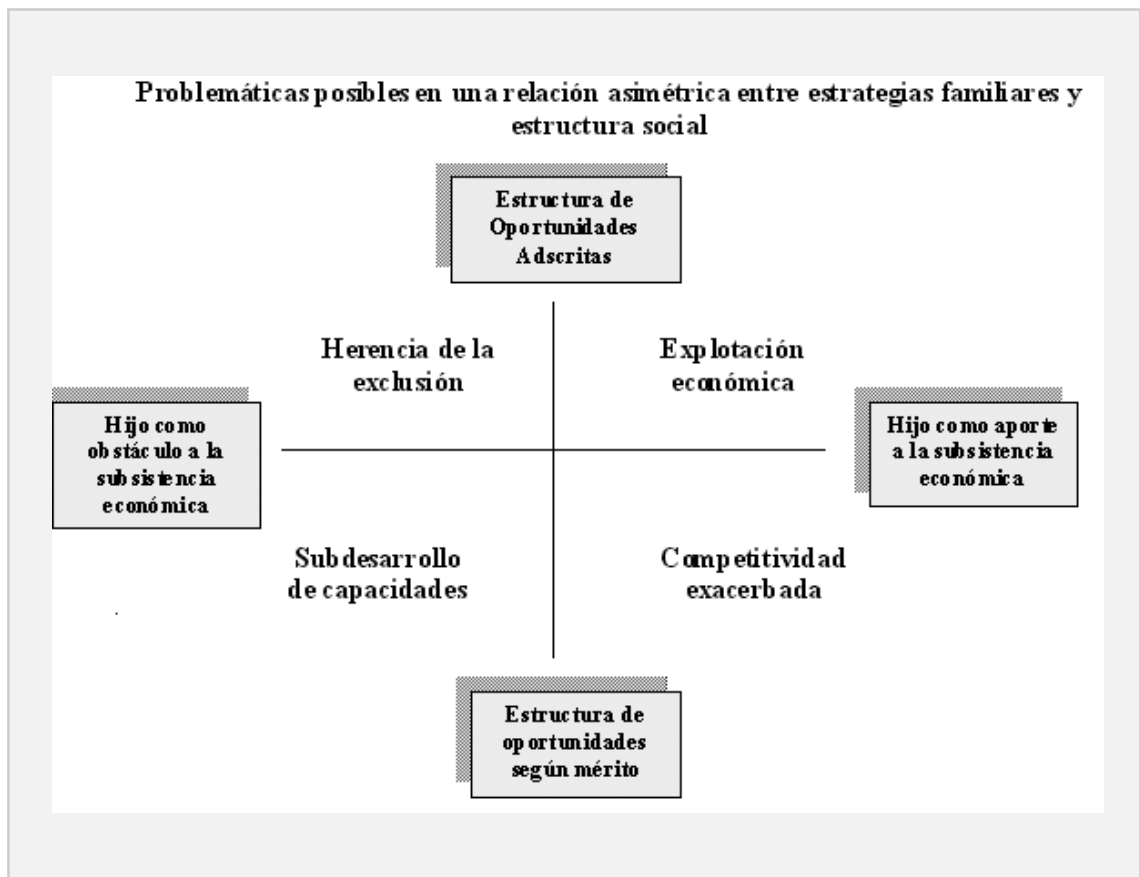 Problemáticas posibles en una relación asimétrica entre estrategias familiares y
estructura social
Estructura de
Oportunidades
Adscritas
Herencia de la
exclusión
Explotación
económica
Hijo como
obstáculo a la
subsistencia
económica
Hijo como aporte
a la subsistencia
económica
Subdesarrollo
de capacidades
Competitividad
exacerbada
Estructura de
oportunidades
según mérito